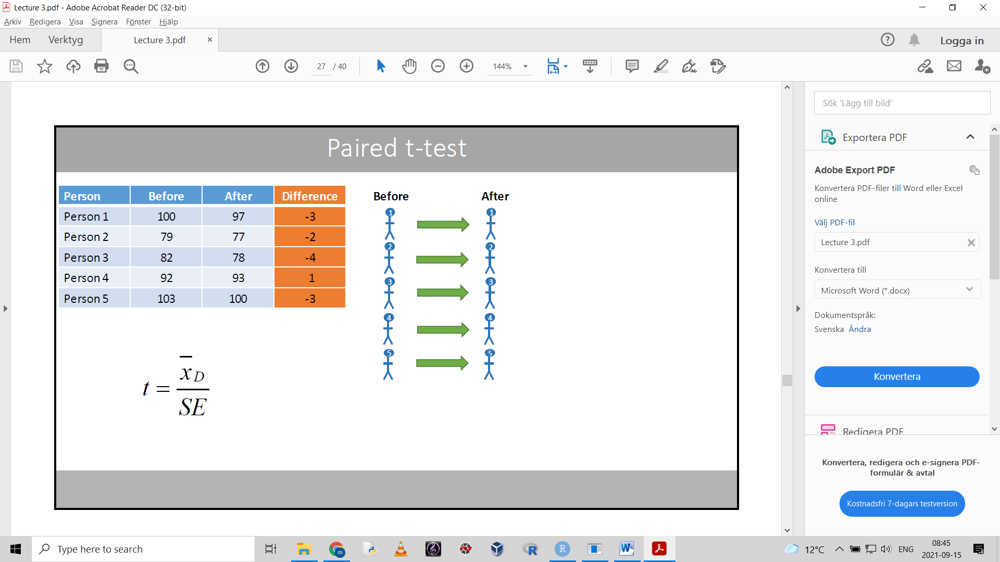 Lecture 3.pdf - Adobe Acrobat Reader DC (32-bit)
Arkiv Redigera Visa Signera Fönster Hjälp
Hem Verktyg Lecture 3.pdf Logga in
27 / 40 144%
Sök 'Lägg till bild'
Exportera PDF
Adobe Export PDF
Konvertera PDF-filer till Word eller Excel
online
Välj PDF-fil
Lecture 3.pdf
Konvertera till
Microsoft Word (*.docx)
Dokumentspråk:
Svenska Ändra
Konvertera
Redigera PDF
Konvertera, redigera och e-signera PDF-
formulär & avtal
Kostnadsfri 7-dagars testversion
Paired t-test
Person Before After Difference
Person 1 100 97 -3
Person 2 79 77 -2
Person 3 82 78 -4
Person 4 92 93 1
Person 5 103 100 -3
t = x̄D / SE
Before After
1 1
2 2
3 3
4 4
5 5
Type here to search
12°C ENG 08:45
2021-09-15